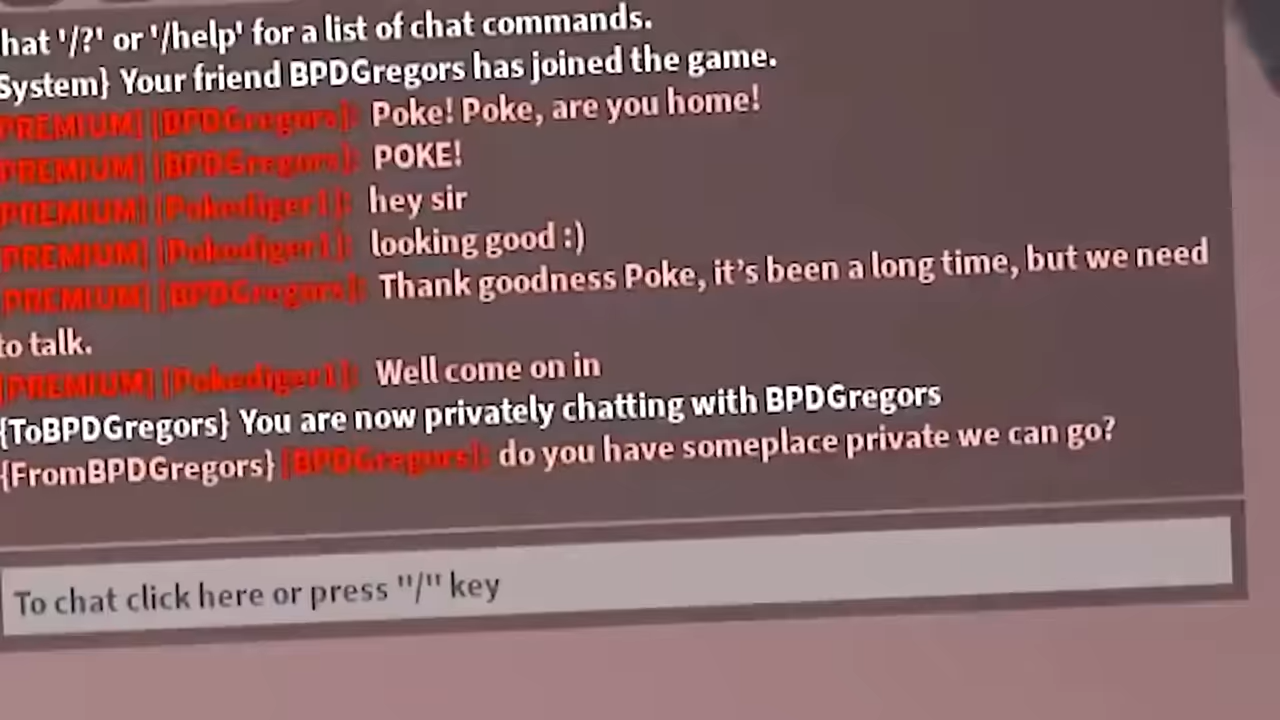 hat '/?' or '/help' for a list of chat commands.
System} Your friend BPDGregors has joined the game.
PREMIUM] [BPDGregors]: Poke! Poke, are you home!
PREMIUM] [BPDGregors]: POKE!
PREMIUM] [Pokediger1]: hey sir
PREMIUM] [Pokediger1]: looking good :)
[PREMIUM] [BPDGregors]: Thank goodness Poke, it's been a long time, but we need
to talk.
[PREMIUM] [Pokediger1]: Well come on in
{ToBPDGregors} You are now privately chatting with BPDGregors
{FromBPDGregors} [BPDGregors]: do you have someplace private we can go?
To chat click here or press "/" key